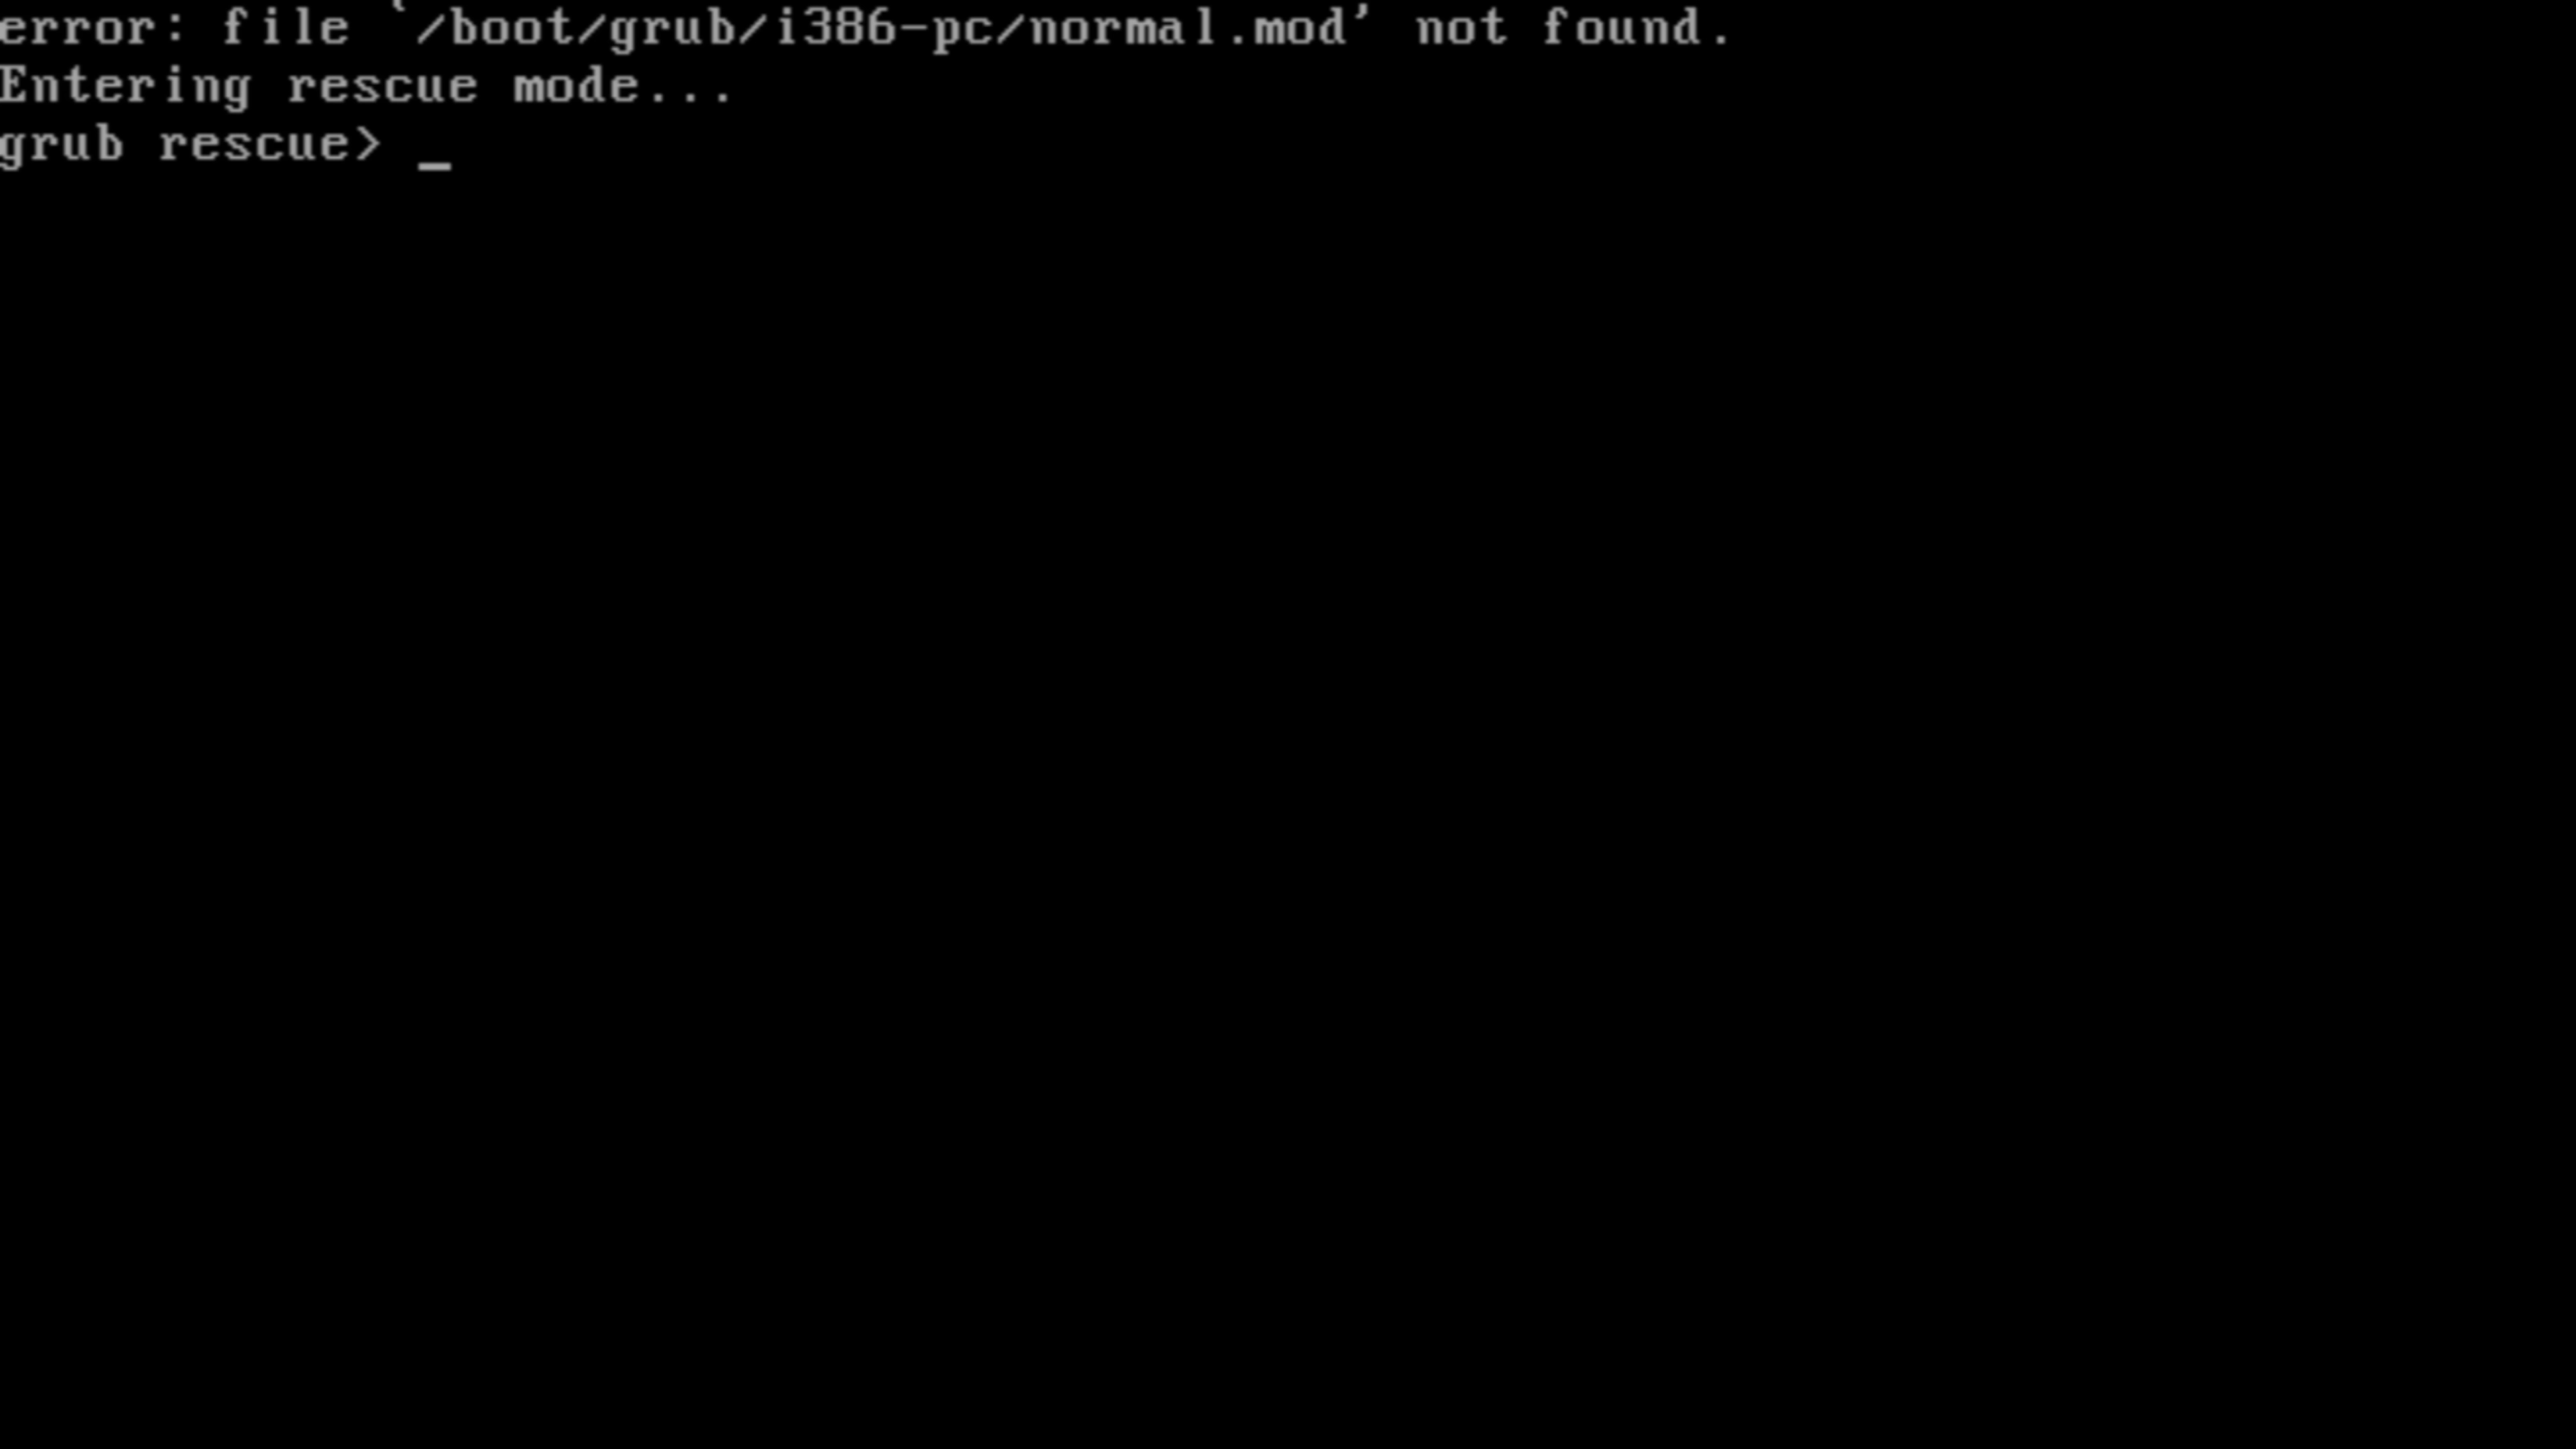 error: file `/boot/grub/i386-pc/normal.mod' not found.
Entering rescue mode...
grub rescue> _